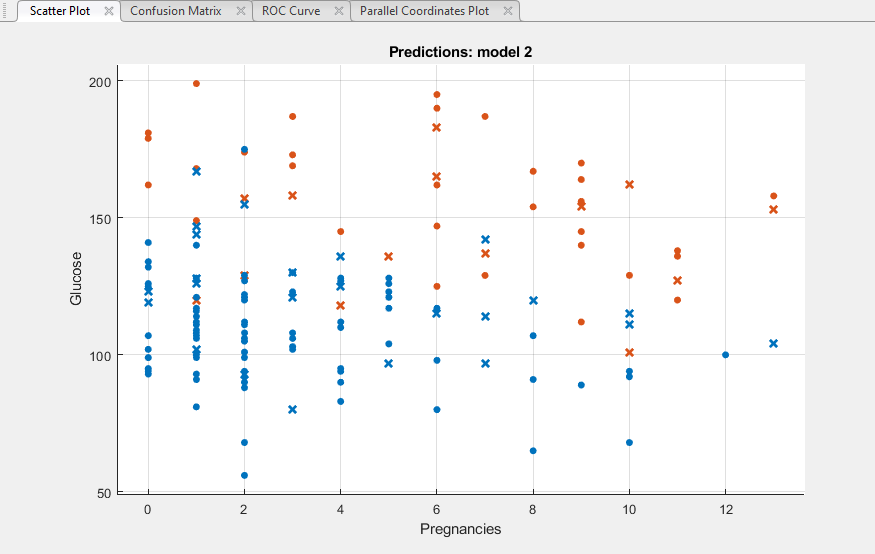 Scatter Plot Confusion Matrix ROC Curve Parallel Coordinates Plot
Predictions: model 2
200
150
100
50
Glucose
0 2 4 6 8 10 12
Pregnancies